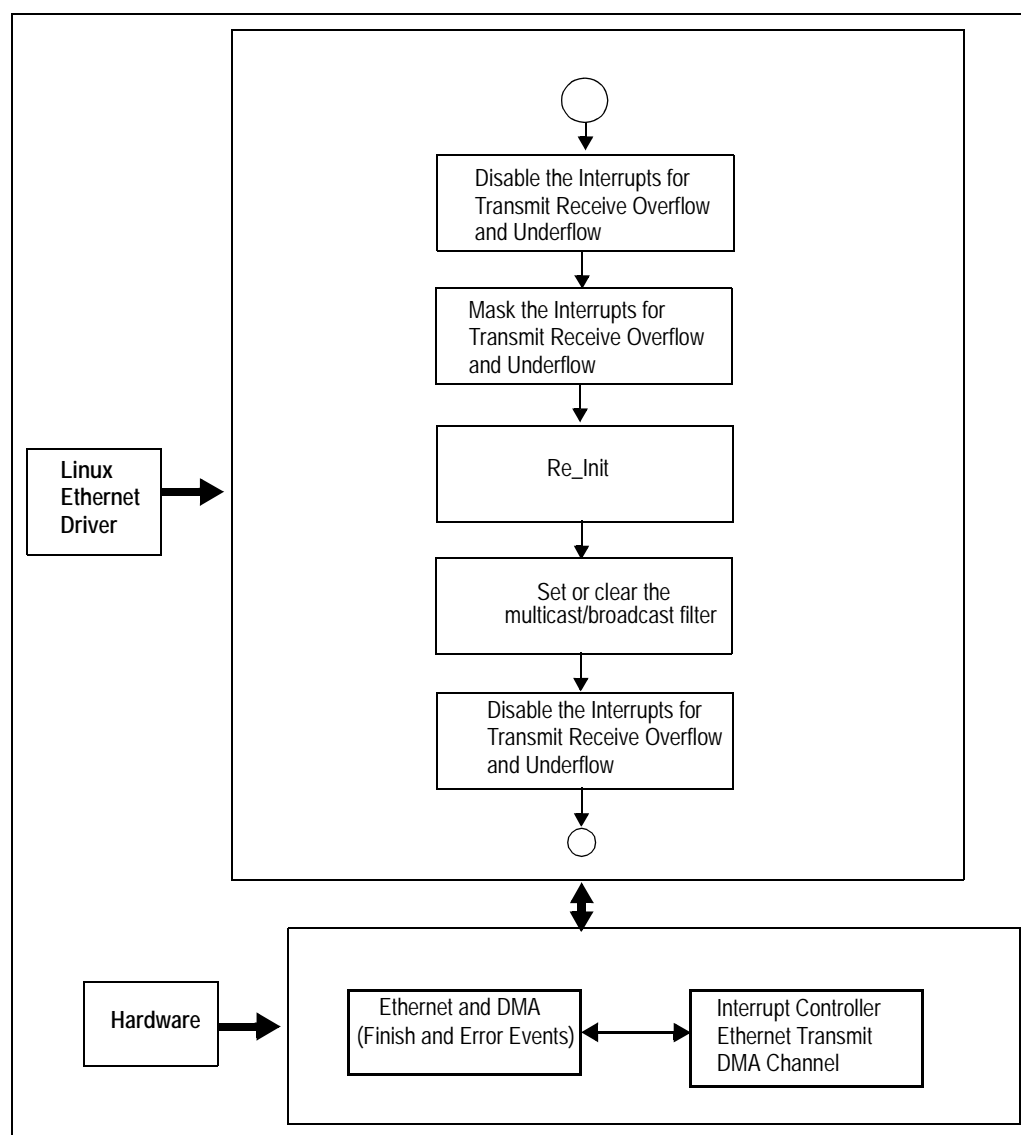 Disable the Interrupts for
Transmit Receive Overflow
and Underflow
Mask the Interrupts for
Transmit Receive Overflow
and Underflow
Re_Init
Linux
Ethernet
Driver
Set or clear the
multicast/broadcast filter
Disable the Interrupts for
Transmit Receive Overflow
and Underflow
Hardware
Ethernet and DMA
(Finish and Error Events)
Interrupt Controller
Ethernet Transmit
DMA Channel